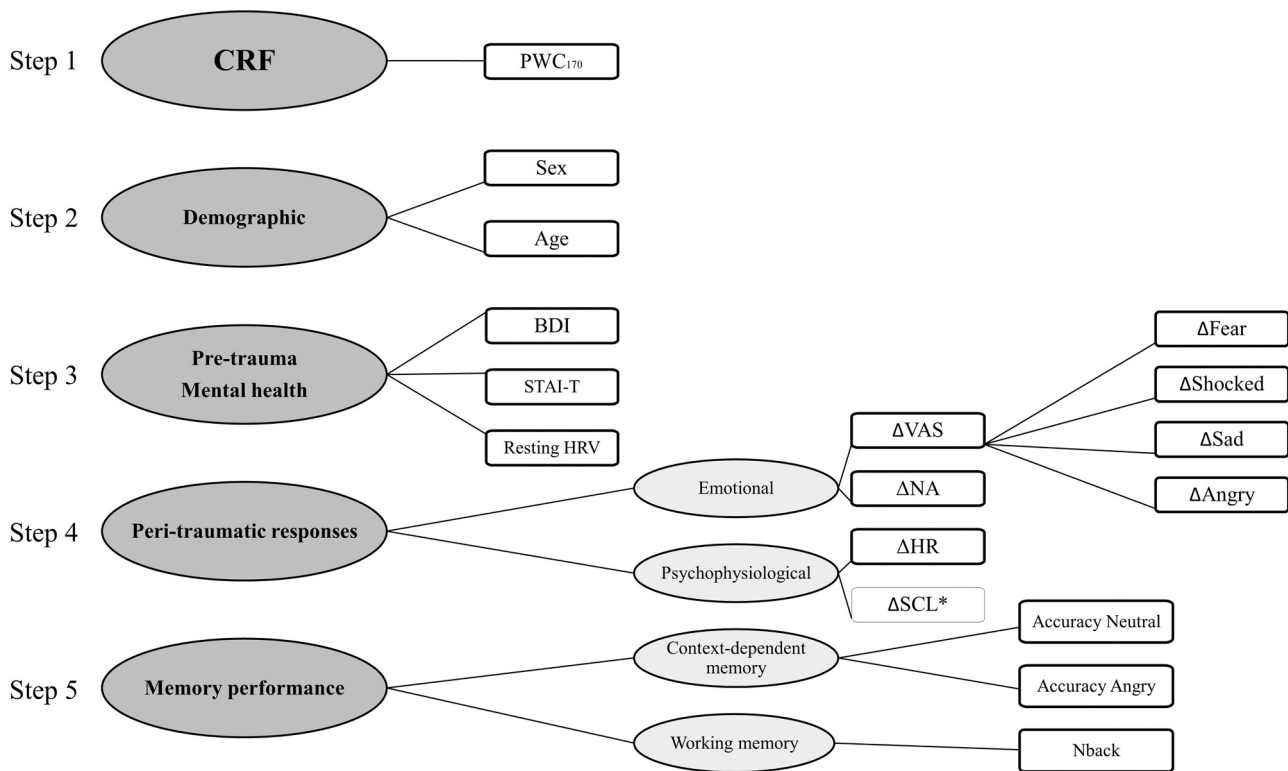 Step 1
CRF
PWC₁₇₀
Step 2
Demographic
Sex
Age
Step 3
Pre-trauma
Mental health
BDI
STAI-T
Resting HRV
Step 4
Peri-traumatic responses
Emotional
ΔVAS
ΔFear
ΔShocked
ΔSad
ΔAngry
ΔNA
Psychophysiological
ΔHR
ΔSCL*
Step 5
Memory performance
Context-dependent
memory
Accuracy Neutral
Accuracy Angry
Working memory
Nback